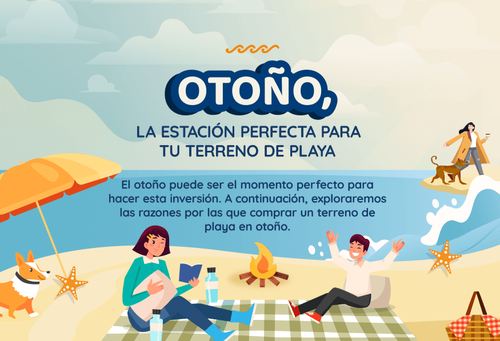 OTOÑO,
LA ESTACIÓN PERFECTA PARA
TU TERRENO DE PLAYA
El otoño puede ser el momento perfecto para
hacer esta inversión. A continuación, exploraremos
las razones por las que comprar un terreno de
playa en otoño.